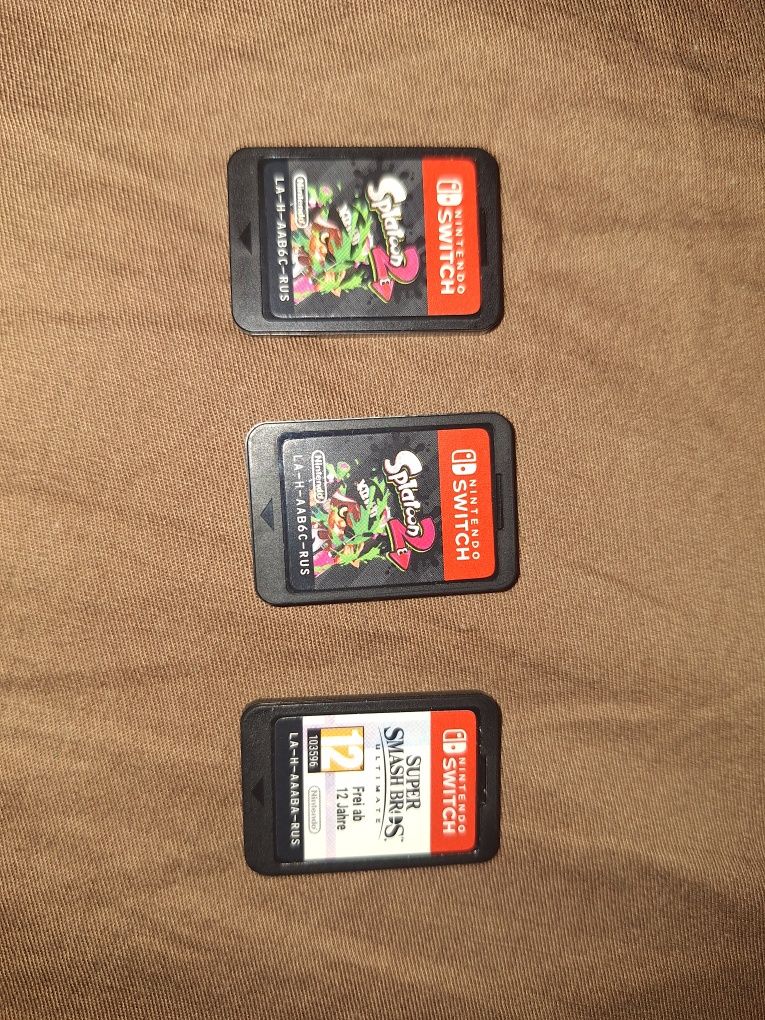 NINTENDO
SWITCH
Splatoon
2
Nintendo
LA-H-AAB6C-RUS
NINTENDO
SWITCH
Splatoon
2
Nintendo
LA-H-AAB6C-RUS
NINTENDO
SWITCH
SUPER
SMASH BROS.™
ULTIMATE
12
103596
Frei ab
12 Jahre
Nintendo
LA-H-AAABA-RUS